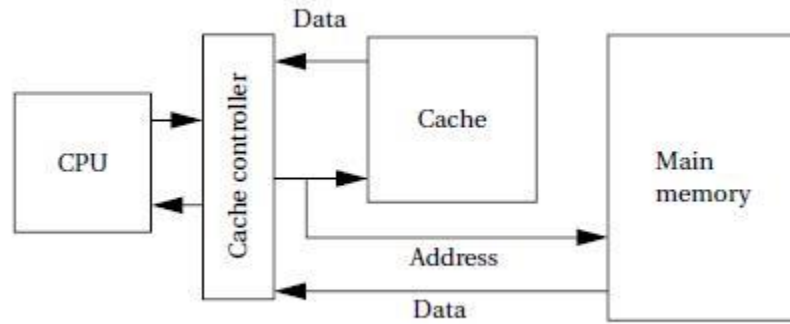 Data
CPU
Cache controller
Cache
Main
memory
Address
Data